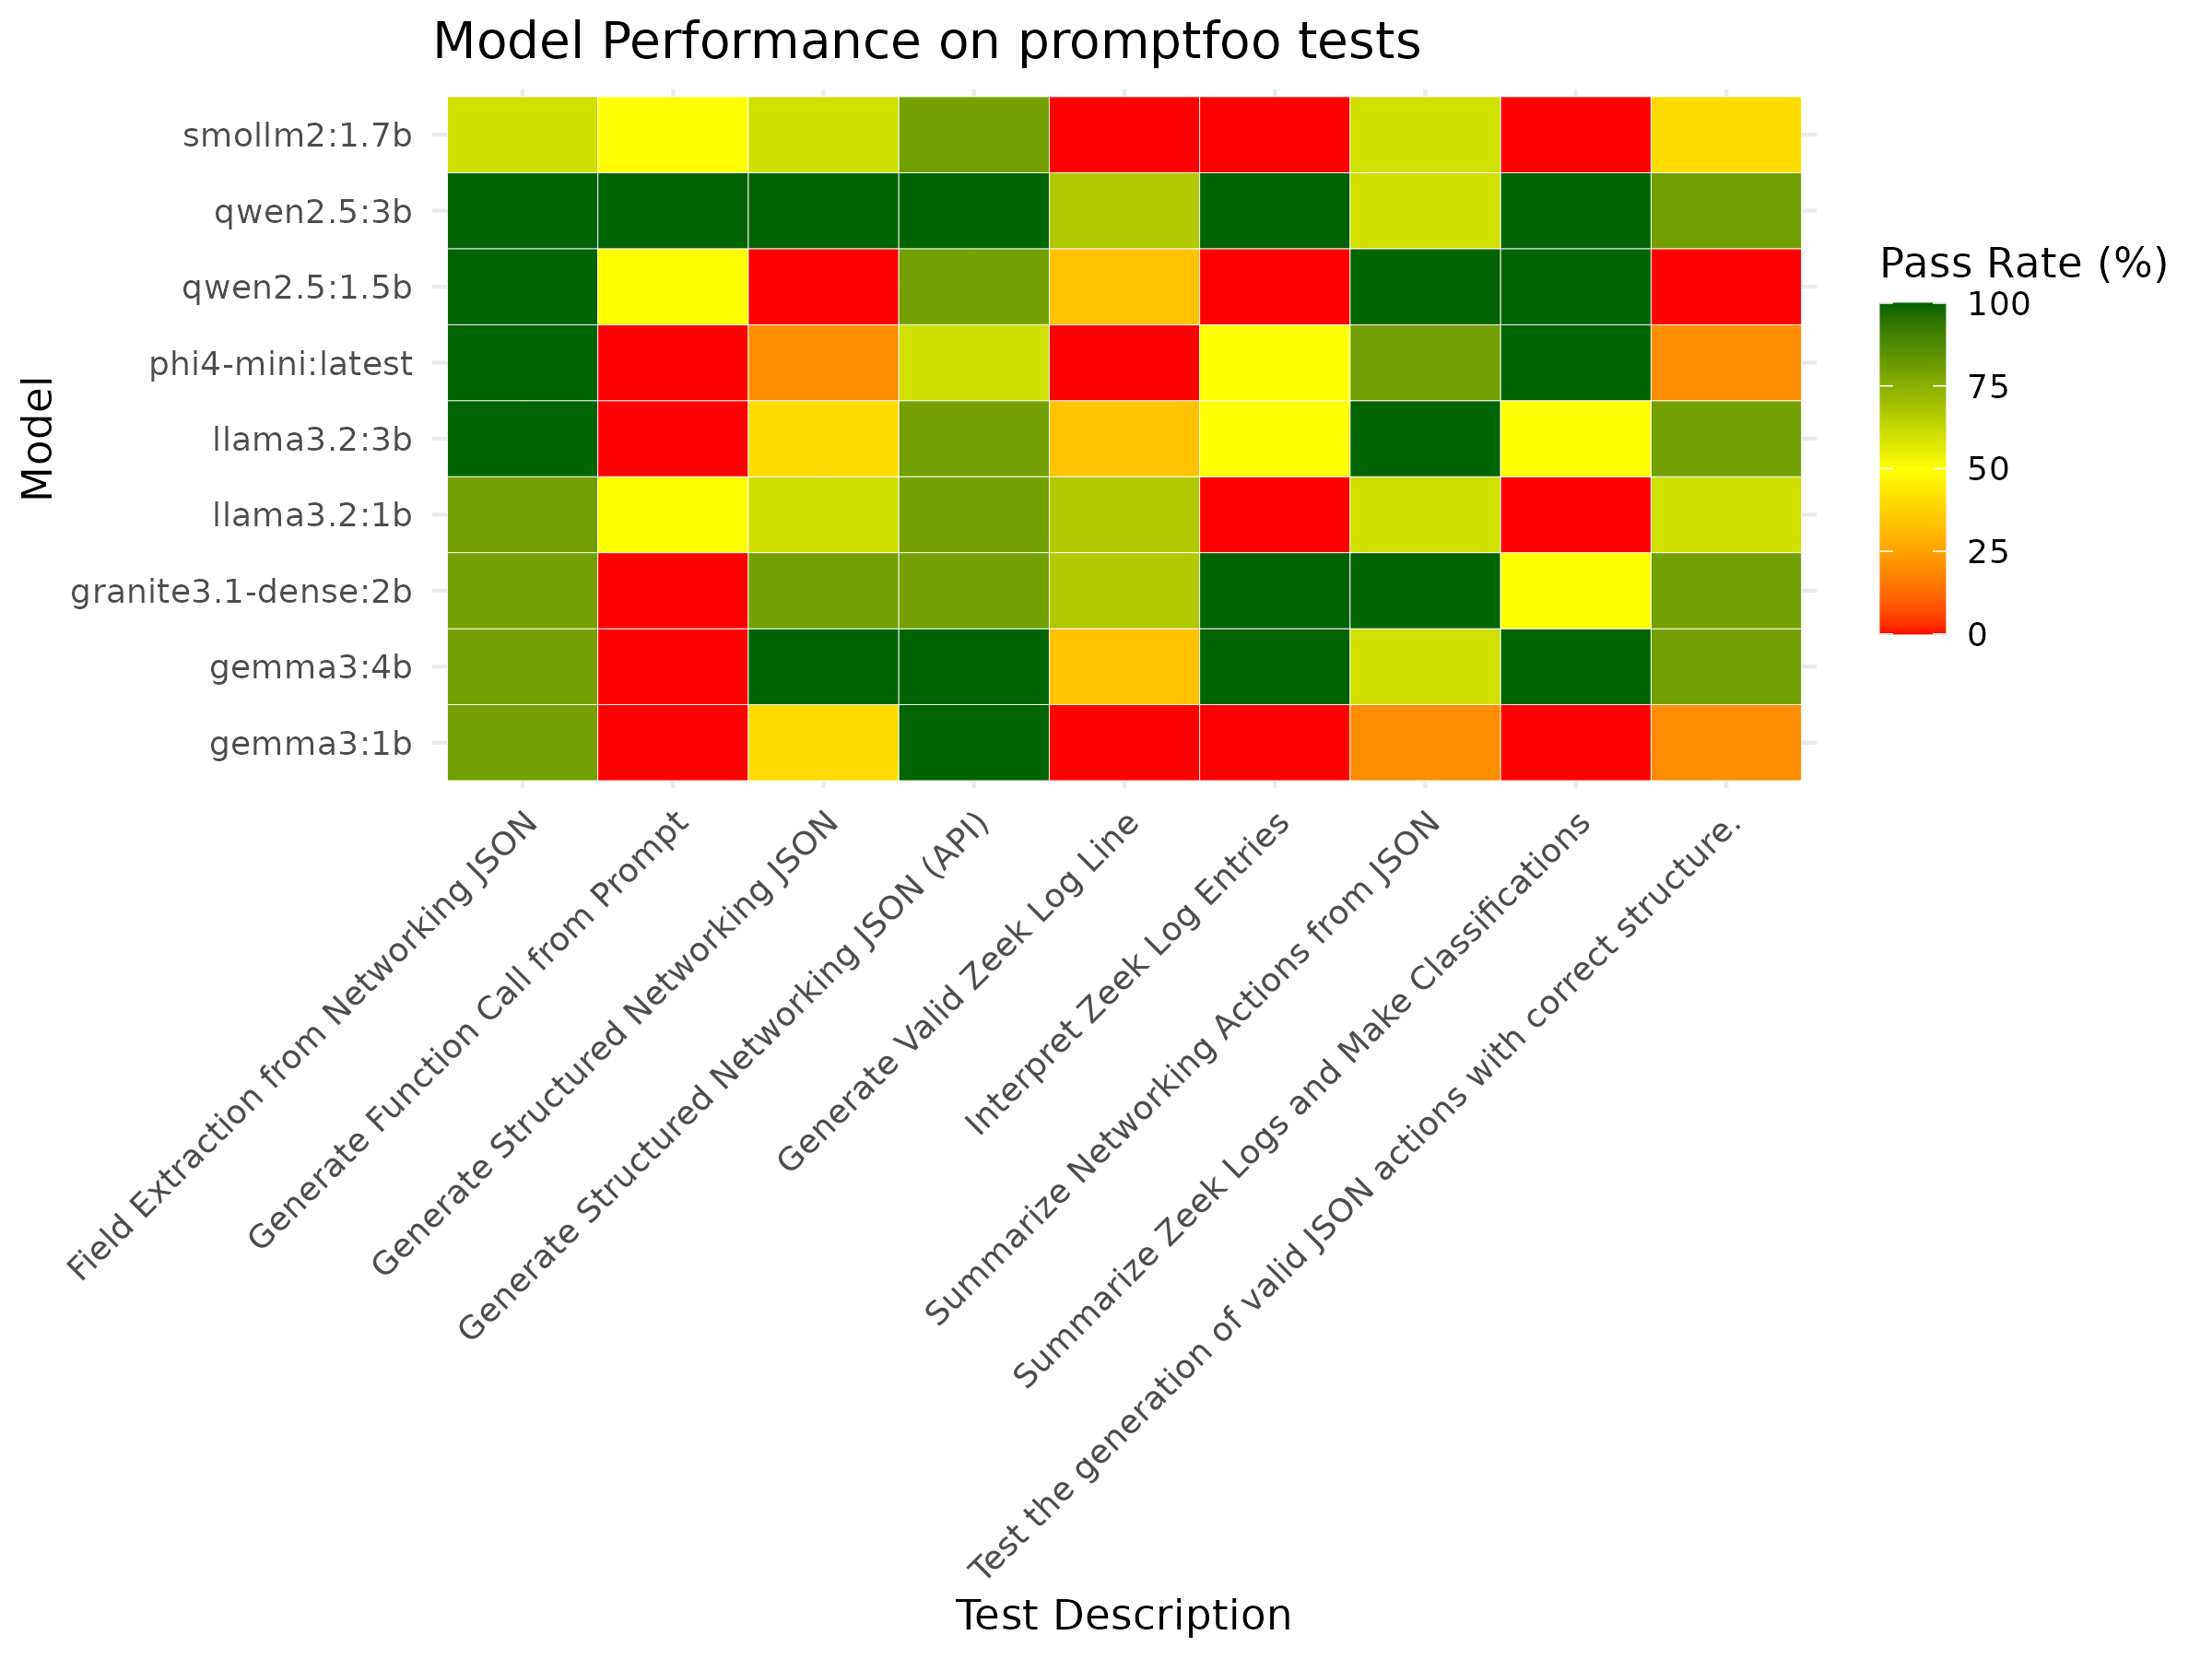 Model Performance on promptfoo tests
Model
smollm2:1.7b
qwen2.5:3b
qwen2.5:1.5b
phi4-mini:latest
llama3.2:3b
llama3.2:1b
granite3.1-dense:2b
gemma3:4b
gemma3:1b
Pass Rate (%)
100
75
50
25
0
Field Extraction from Networking JSON
Generate Function Call from Prompt
Generate Structured Networking JSON
Generate Structured Networking JSON (API)
Generate Valid Zeek Log Line
Interpret Zeek Log Entries
Summarize Networking Actions from JSON
Summarize Zeek Logs and Make Classifications
Test the generation of valid JSON actions with correct structure.
Test Description